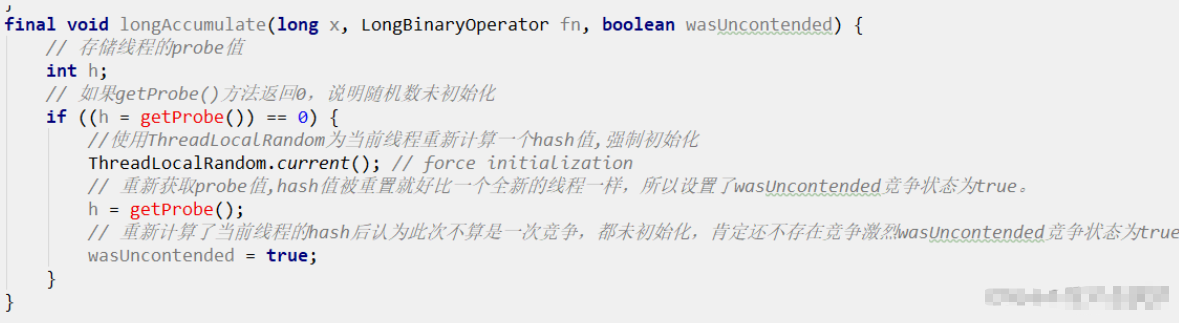 final void longAccumulate(long x, LongBinaryOperator fn, boolean wasUncontended) {
// 存储线程的probe值
int h;
// 如果getProbe()方法返回0，说明随机数未初始化
if ((h = getProbe()) == 0) {
//使用ThreadLocalRandom为当前线程重新计算一个hash值,强制初始化
ThreadLocalRandom.current(); // force initialization
// 重新获取probe值,hash值被重置就好比一个全新的线程一样，所以设置了wasUncontended竞争状态为true。
h = getProbe();
// 重新计算了当前线程的hash后认为此次不算是一次竞争，都未初始化，肯定还不存在竞争激烈wasUncontended竞争状态为true
wasUncontended = true;
}
}